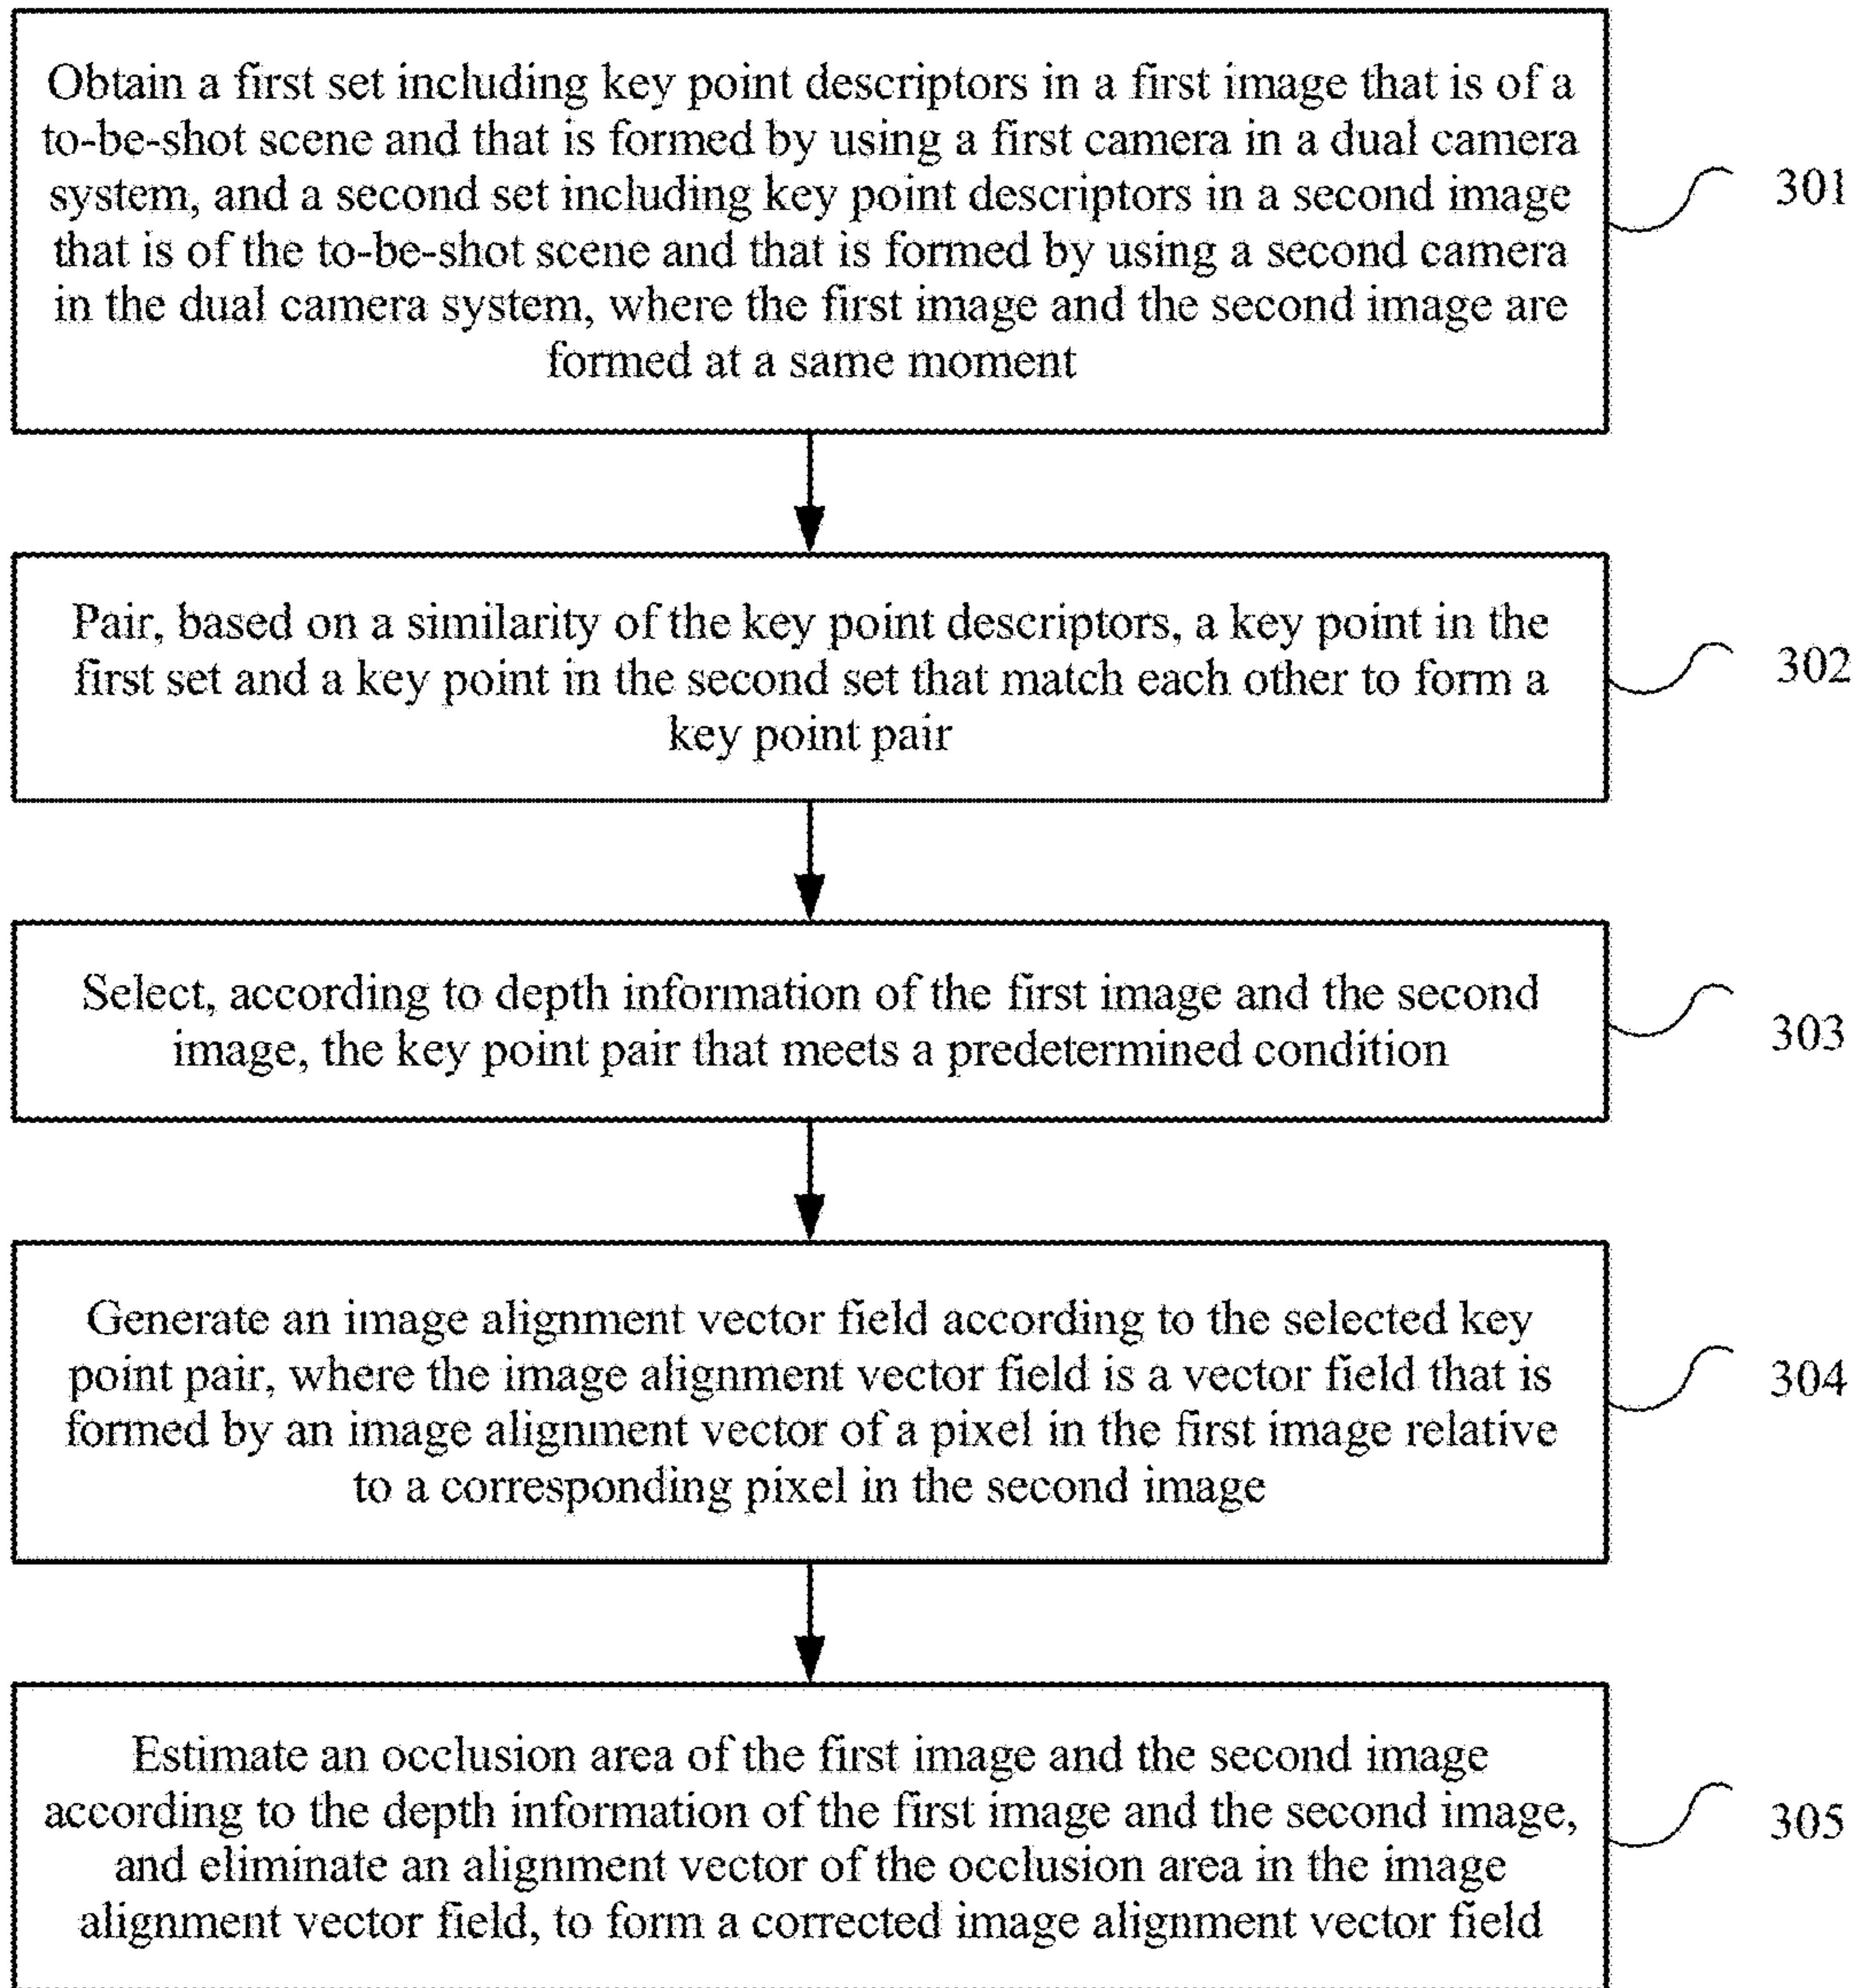 Obtain a first set including key point descriptors in a first image that is of a
to-be-shot scene and that is formed by using a first camera in a dual camera
system, and a second set including key point descriptors in a second image
that is of the to-be-shot scene and that is formed by using a second camera
in the dual camera system, where the first image and the second image are
formed at a same moment
301
Pair, based on a similarity of the key point descriptors, a key point in the
first set and a key point in the second set that match each other to form a
key point pair
302
Select, according to depth information of the first image and the second
image, the key point pair that meets a predetermined condition
303
Generate an image alignment vector field according to the selected key
point pair, where the image alignment vector field is a vector field that is
formed by an image alignment vector of a pixel in the first image relative
to a corresponding pixel in the second image
304
Estimate an occlusion area of the first image and the second image
according to the depth information of the first image and the second image,
and eliminate an alignment vector of the occlusion area in the image
alignment vector field, to form a corrected image alignment vector field
305